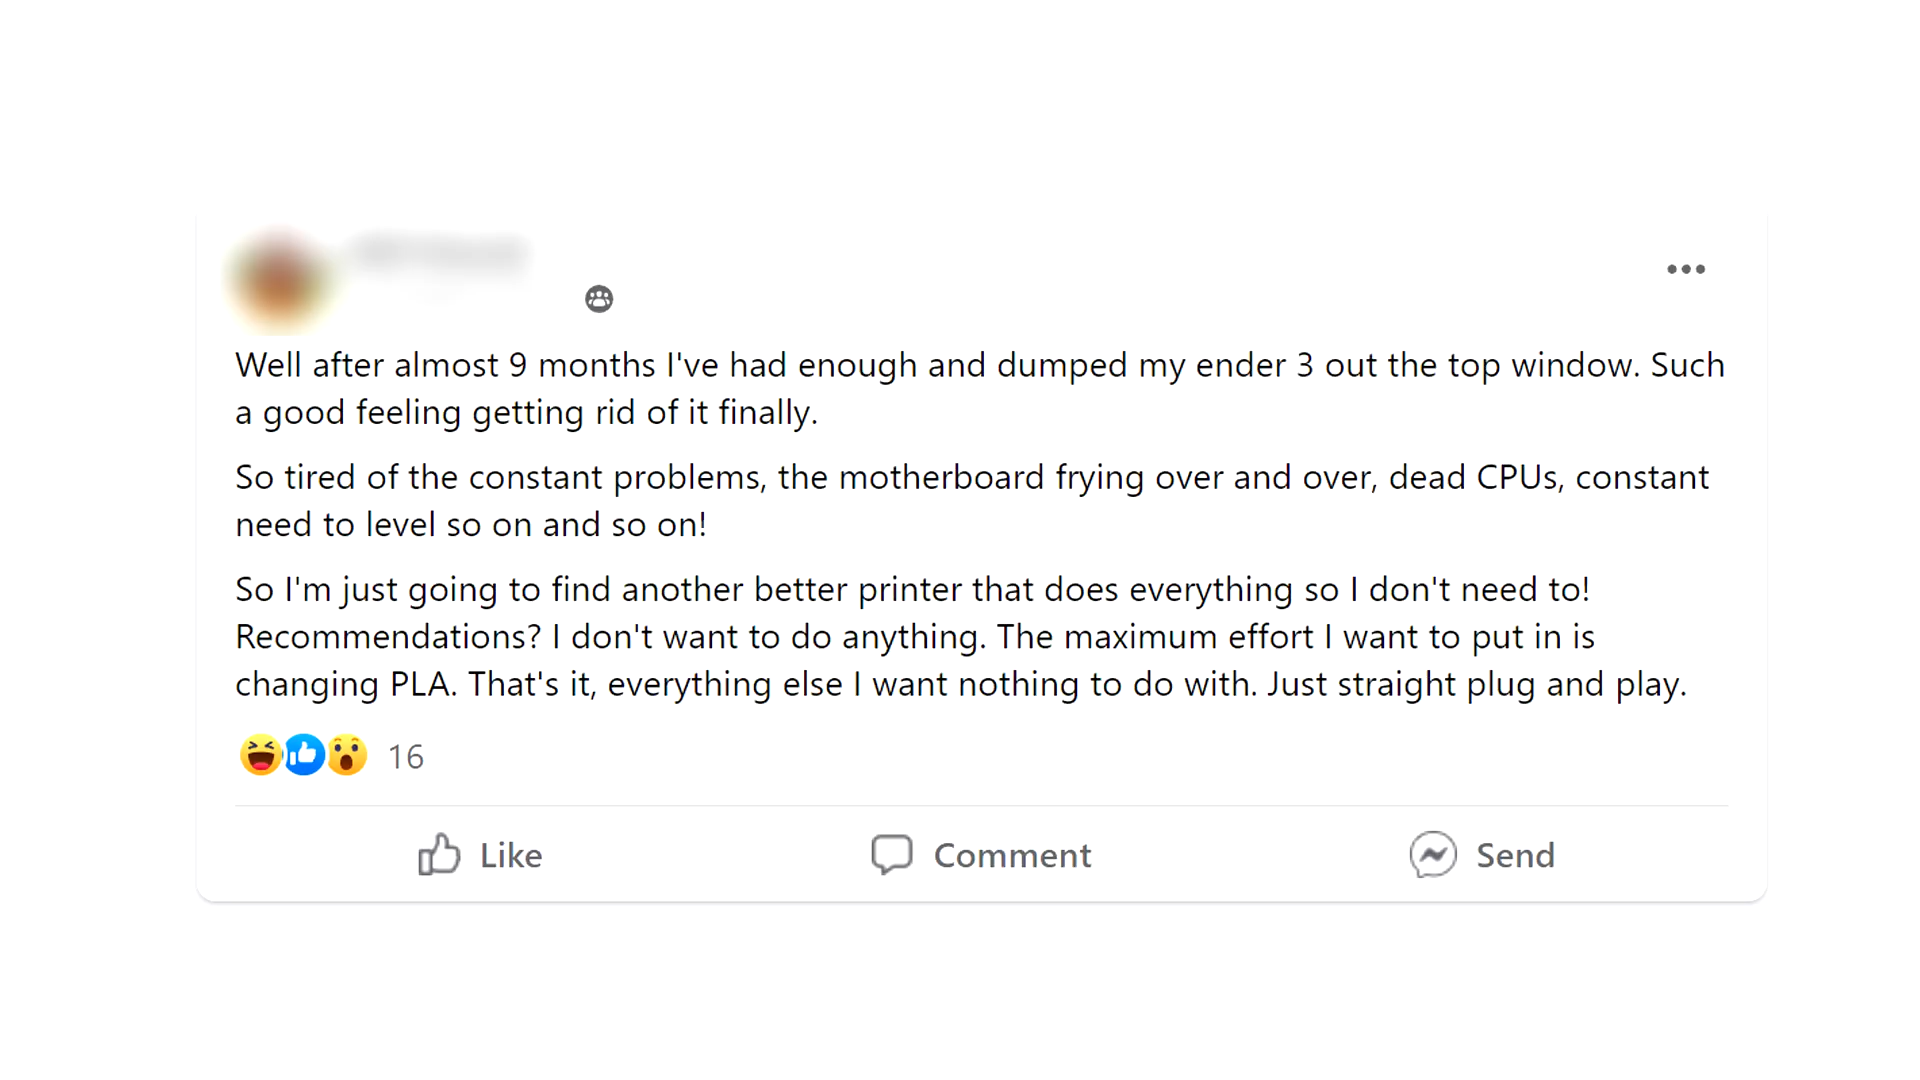 Well after almost 9 months I've had enough and dumped my ender 3 out the top window. Such
a good feeling getting rid of it finally.
So tired of the constant problems, the motherboard frying over and over, dead CPUs, constant
need to level so on and so on!
So I'm just going to find another better printer that does everything so I don't need to!
Recommendations? I don't want to do anything. The maximum effort I want to put in is
changing PLA. That's it, everything else I want nothing to do with. Just straight plug and play.
16
Like
Comment
Send